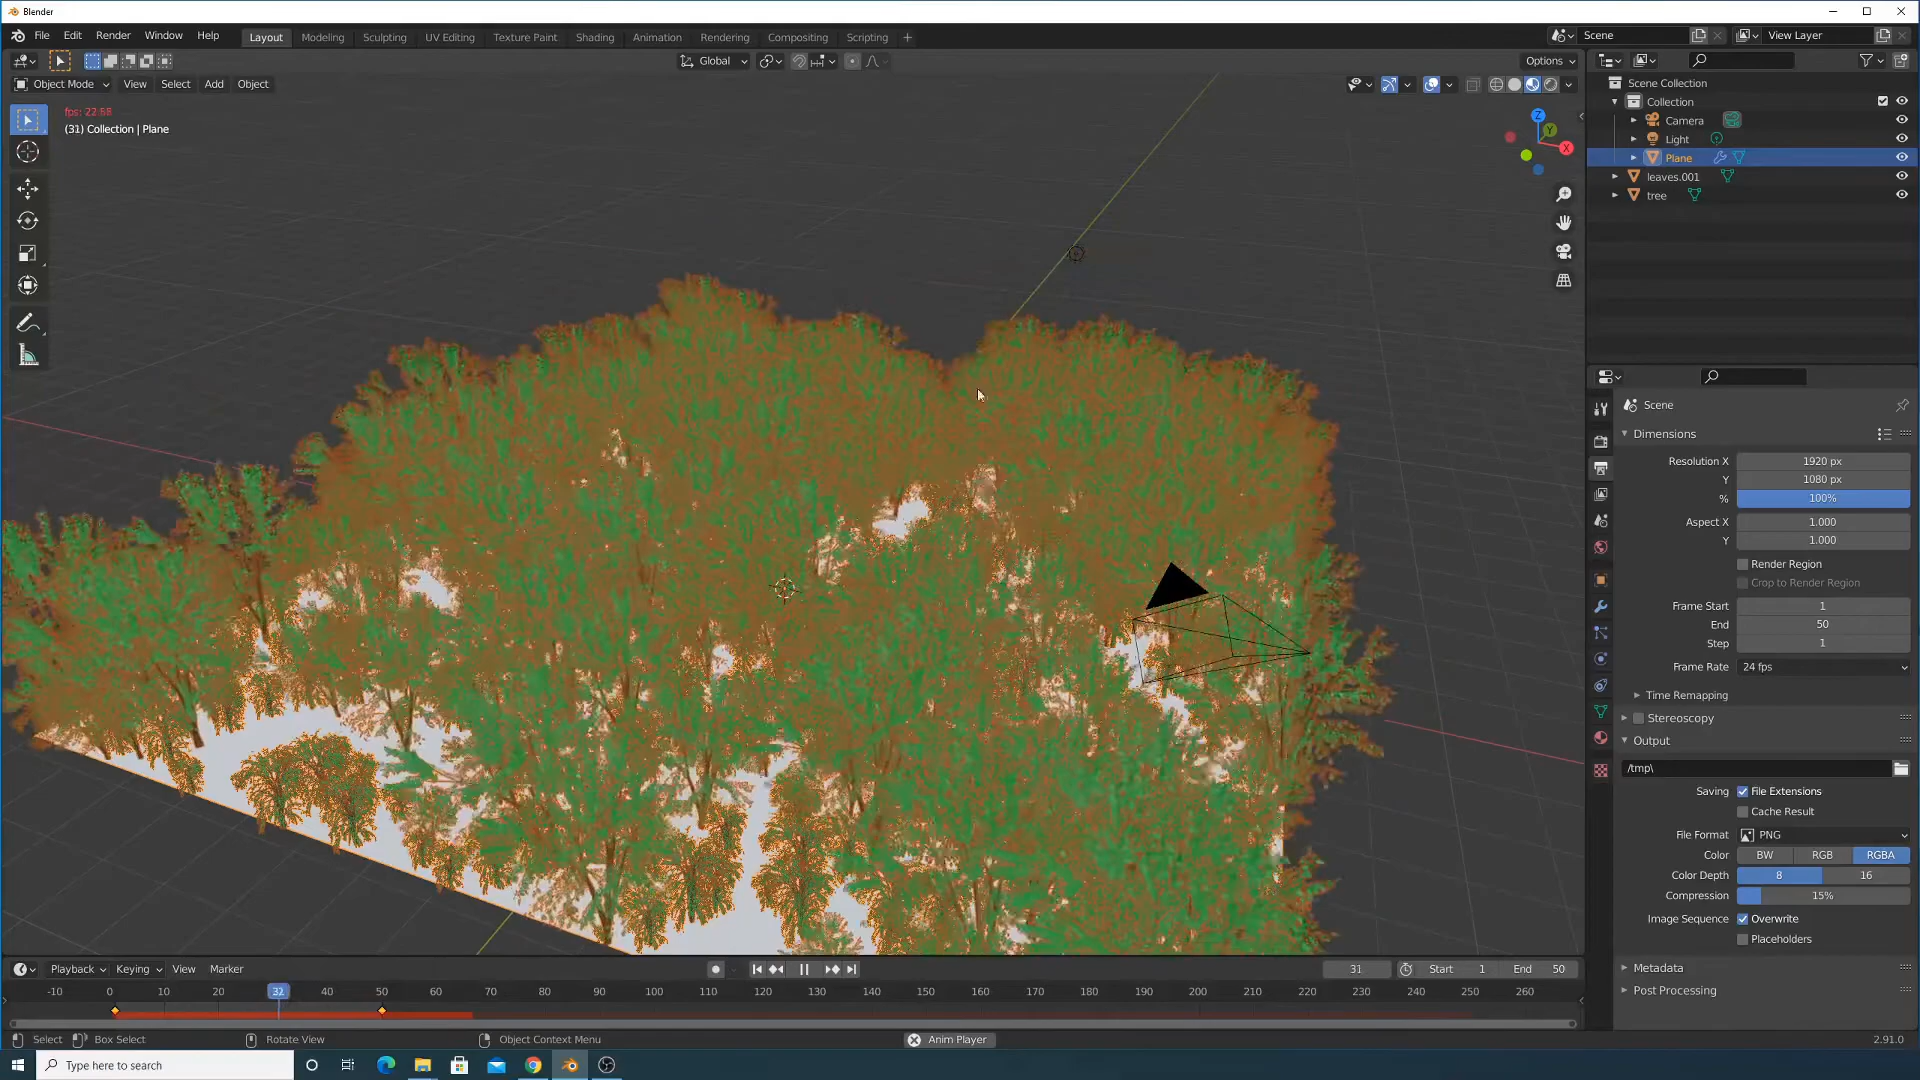 Blender
File Edit Render Window Help
Layout Modeling Sculpting UV Editing Texture Paint Shading Animation Rendering Compositing Scripting +
Scene View Layer
Global
Options
Object Mode View Select Add Object
fps: 22.58
(31) Collection | Plane
Z
Y
X
Scene Collection
Collection
Camera
Light
Plane
leaves.001
tree
Scene
Dimensions
Resolution X 1920 px
Y 1080 px
% 100%
Aspect X 1.000
Y 1.000
Render Region
Crop to Render Region
Frame Start 1
End 50
Step 1
Frame Rate 24 fps
Time Remapping
Stereoscopy
Output
/tmp\
Saving File Extensions
Cache Result
File Format PNG
Color BW RGB RGBA
Color Depth 8 16
Compression 15%
Image Sequence Overwrite
Placeholders
Metadata
Post Processing
Playback Keying View Marker
31 Start 1 End 50
-10 0 10 20 40 50 60 70 80 90 100 110 120 130 140 150 160 170 180 190 200 210 220 230 240 250 260
Select Box Select Rotate View Object Context Menu Anim Player 2.91.0
Type here to search